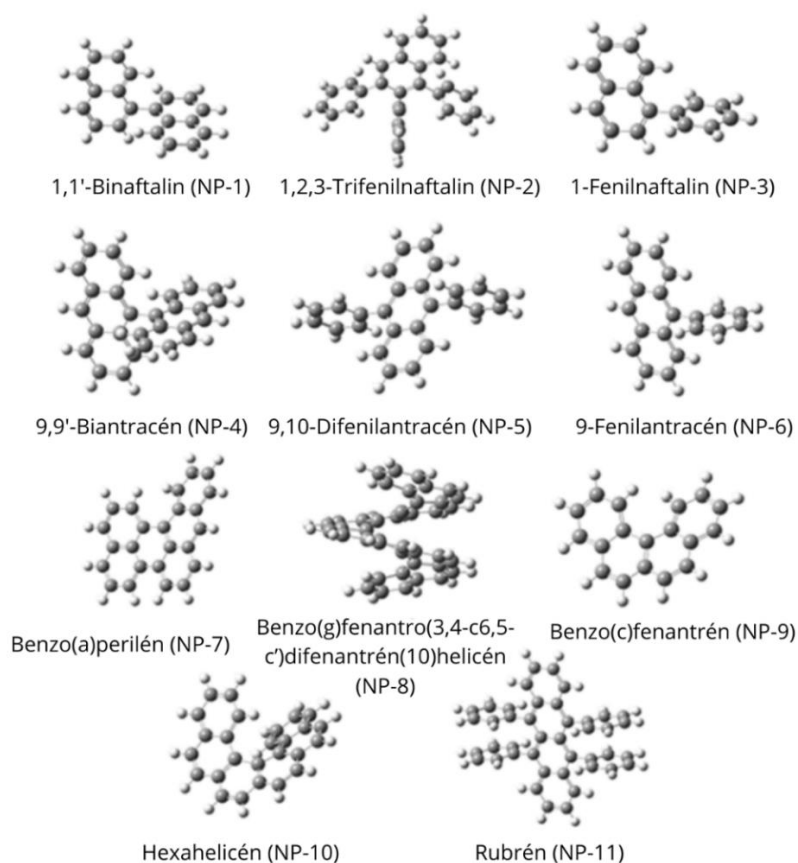 1,1'-Binaftalin (NP-1)
1,2,3-Trifenilnaftalin (NP-2)
1-Fenilnaftalin (NP-3)
9,9'-Biantracén (NP-4)
9,10-Difenilantracén (NP-5)
9-Fenilantracén (NP-6)
Benzo(a)perilén (NP-7)
Benzo(g)fenantro(3,4-c6,5-
c’)difenantrén(10)helicén
(NP-8)
Benzo(c)fenantrén (NP-9)
Hexahelicén (NP-10)
Rubrén (NP-11)